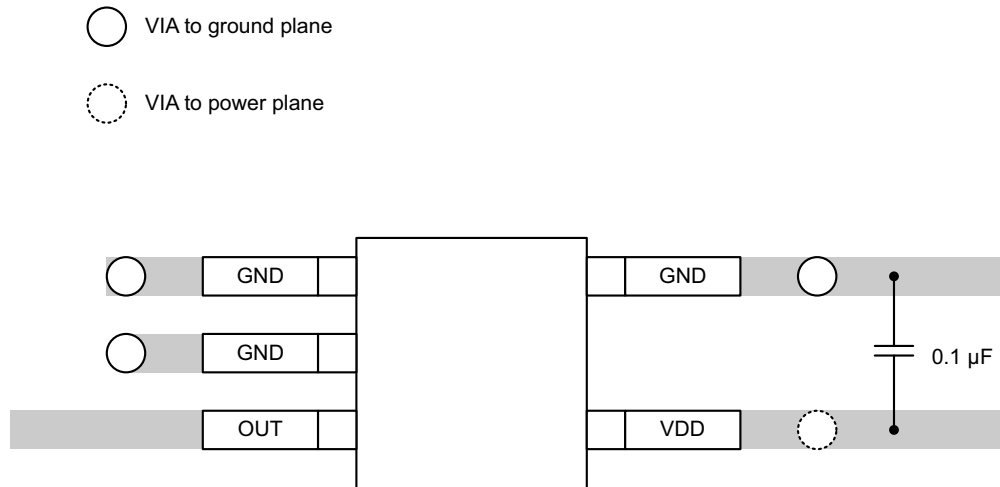 VIA to ground plane
VIA to power plane
GND
GND
GND
0.1 µF
OUT
VDD